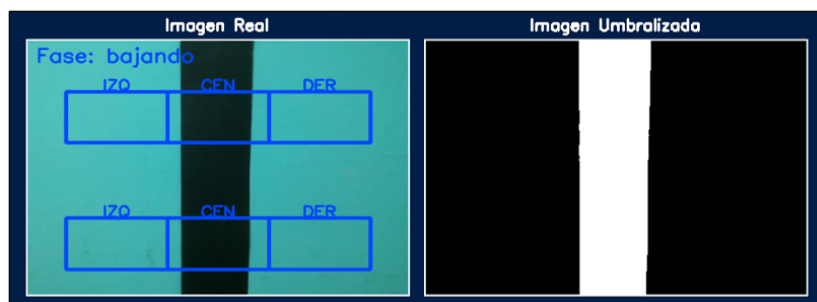 Imagen Real
Imagen Umbralizada
Fase: bajando
IZQ CEN DER
IZQ CEN DER